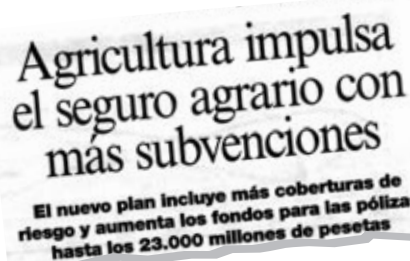 Agricultura impulsa
el seguro agrario con
más subvenciones
El nuevo plan incluye más coberturas de
riesgo y aumenta los fondos para las póliza
hasta los 23.000 millones de pesetas